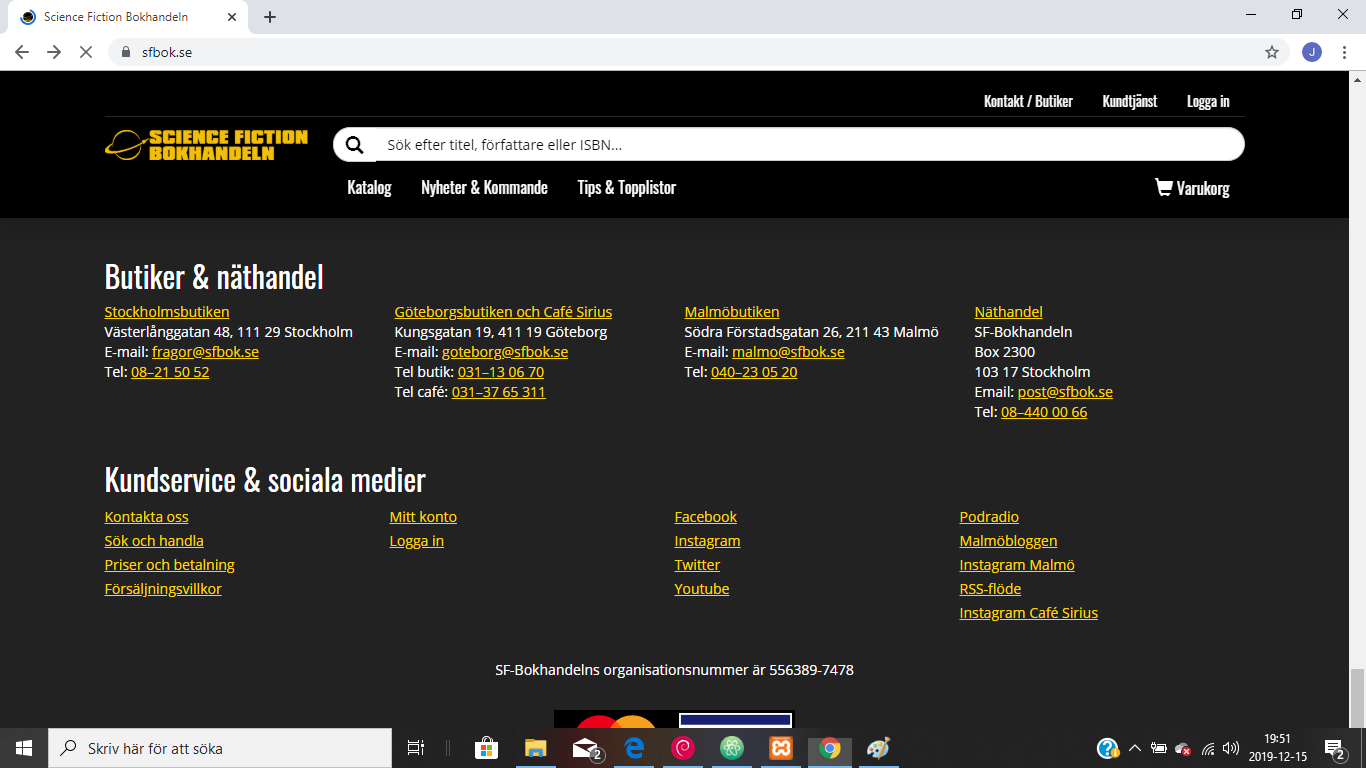 Science Fiction Bokhandeln
sfbok.se
J
Kontakt / Butiker Kundtjänst Logga in
SCIENCE FICTION
BOKHANDELN
Sök efter titel, författare eller ISBN...
Katalog Nyheter & Kommande Tips & Topplistor Varukorg
Butiker & näthandel
Stockholmsbutiken
Västerlånggatan 48, 111 29 Stockholm
E-mail: fragor@sfbok.se
Tel: 08–21 50 52
Göteborgsbutiken och Café Sirius
Kungsgatan 19, 411 19 Göteborg
E-mail: goteborg@sfbok.se
Tel butik: 031–13 06 70
Tel café: 031–37 65 311
Malmöbutiken
Södra Förstadsgatan 26, 211 43 Malmö
E-mail: malmo@sfbok.se
Tel: 040–23 05 20
Näthandel
SF-Bokhandeln
Box 2300
103 17 Stockholm
Email: post@sfbok.se
Tel: 08–440 00 66
Kundservice & sociala medier
Kontakta oss
Sök och handla
Priser och betalning
Försäljningsvillkor
Mitt konto
Logga in
Facebook
Instagram
Twitter
Youtube
Podradio
Malmöbloggen
Instagram Malmö
RSS-flöde
Instagram Café Sirius
SF-Bokhandelns organisationsnummer är 556389-7478
Skriv här för att söka
2
19:51
2019-12-15
2